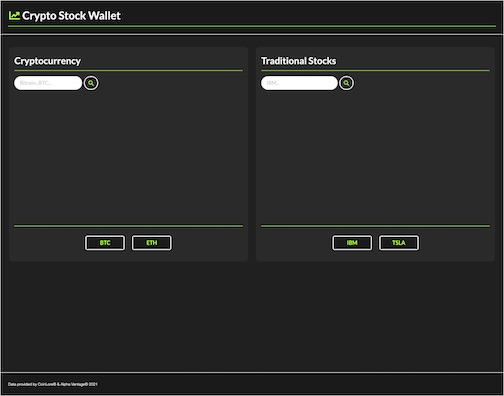 Crypto Stock Wallet
Cryptocurrency
Traditional Stocks
Bitcoin, BTC...
IBM...
BTC
ETH
IBM
TSLA
Data provided by CoinLore® & Alpha Vantage® 2021